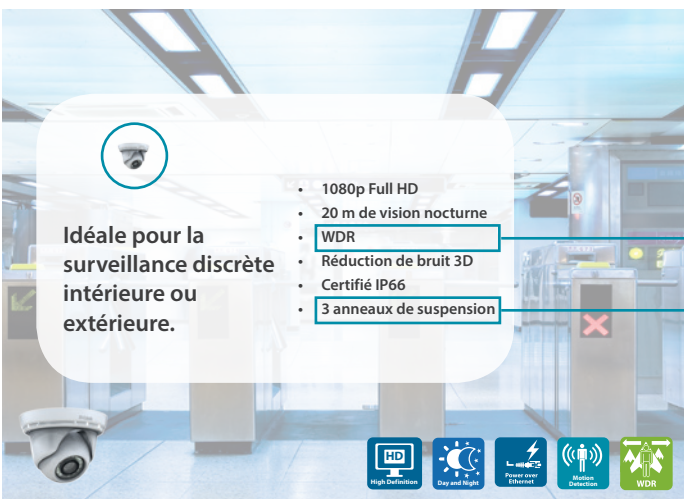 Idéale pour la
surveillance discrète
intérieure ou
extérieure.
• 1080p Full HD
• 20 m de vision nocturne
• WDR
• Réduction de bruit 3D
• Certifié IP66
• 3 anneaux de suspension
HD
High Definition
Day and Night
Power over
Ethernet
Motion
Detection
WDR